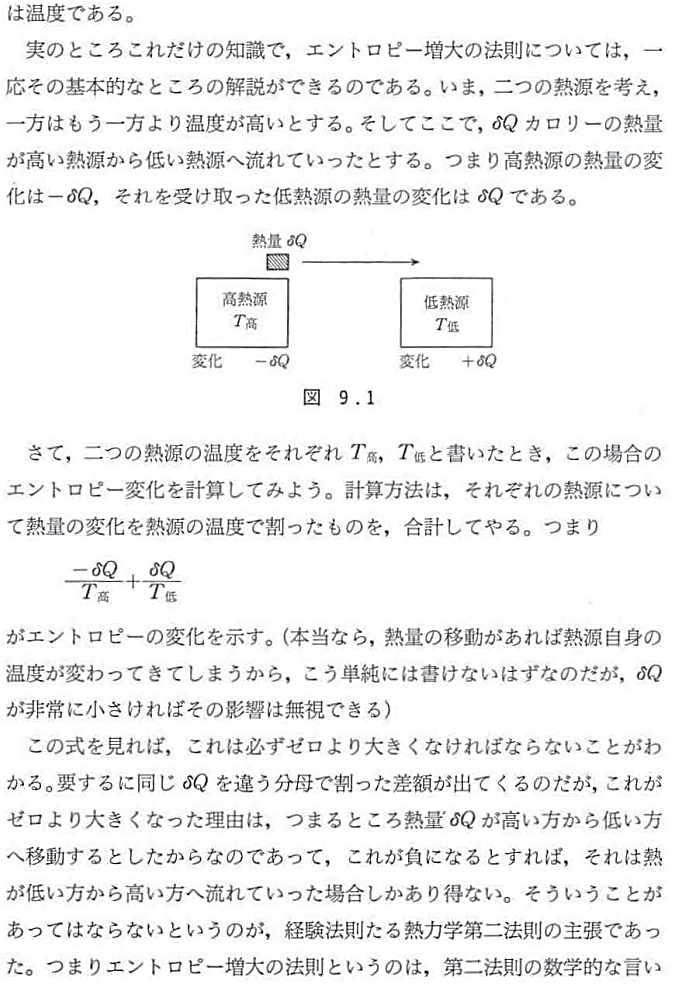 は温度である。
実のところこれだけの知識で，エントロピー増大の法則については，一
応その基本的なところの解説ができるのである。いま，二つの熱源を考え，
一方はもう一方より温度が高いとする。そしてここで，δQ カロリーの熱量
が高い熱源から低い熱源へ流れていったとする。つまり高熱源の熱量の変
化は－δQ，それを受け取った低熱源の熱量の変化は δQ である。
熱量 δQ
高熱源
T高
低熱源
T低
変化 －δQ
変化 ＋δQ
図 9.1
さて，二つの熱源の温度をそれぞれ T高，T低と書いたとき，この場合の
エントロピー変化を計算してみよう。計算方法は，それぞれの熱源につい
て熱量の変化を熱源の温度で割ったものを，合計してやる。つまり
－δQ/T高＋δQ/T低
がエントロピーの変化を示す。（本当なら，熱量の移動があれば熱源自身の
温度が変わってきてしまうから，こう単純には書けないはずなのだが，δQ
が非常に小さければその影響は無視できる）
この式を見れば，これは必ずゼロより大きくなければならないことがわ
かる。要するに同じ δQ を違う分母で割った差額が出てくるのだが，これが
ゼロより大きくなった理由は，つまるところ熱量 δQ が高い方から低い方
へ移動するとしたからなのであって，これが負になるとすれば，それは熱
が低い方から高い方へ流れていった場合しかあり得ない。そういうことが
あってはならないというのが，経験法則たる熱力学第二法則の主張であっ
た。つまりエントロピー増大の法則というのは，第二法則の数学的な言い